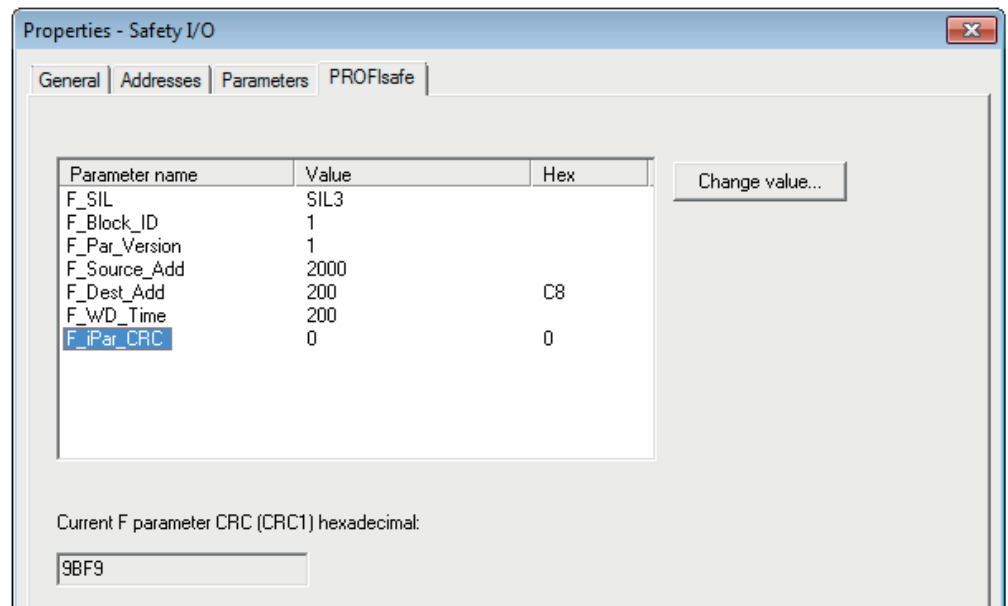 Properties - Safety I/O
General Addresses Parameters PROFIsafe
Parameter name Value Hex
F_SIL SIL3
F_Block_ID 1
F_Par_Version 1
F_Source_Add 2000
F_Dest_Add 200 C8
F_WD_Time 200
F_iPar_CRC 0 0
Change value...
Current F parameter CRC (CRC1) hexadecimal:
9BF9